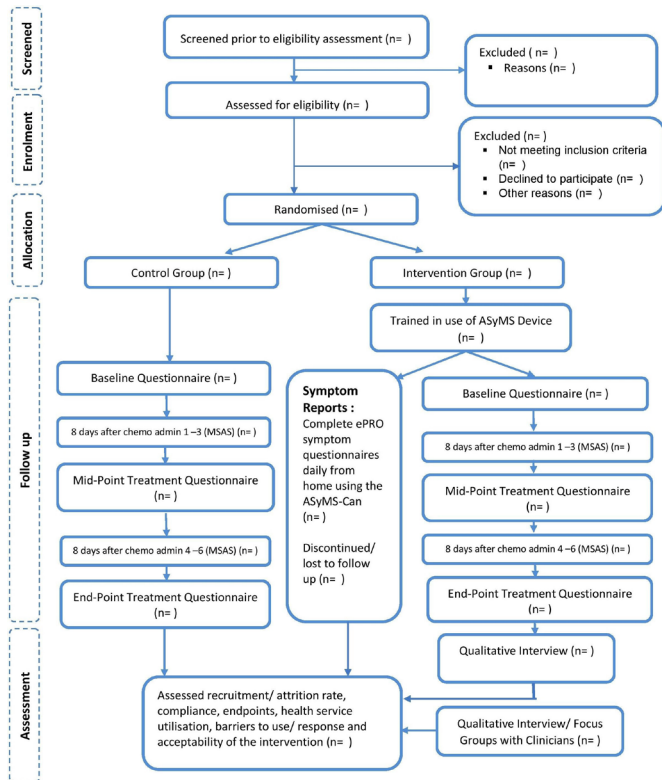 Screened
Enrolment
Allocation
Follow up
Assessment
Screened prior to eligibility assessment (n= )
Excluded ( n= )
▪ Reasons (n= )
Assessed for eligibility (n= )
Excluded (n= )
▪ Not meeting inclusion criteria
(n= )
▪ Declined to participate (n= )
▪ Other reasons (n= )
Randomised (n= )
Control Group (n= )
Intervention Group (n= )
Trained in use of ASyMS Device
(n= )
Baseline Questionnaire (n= )
8 days after chemo admin 1 –3 (MSAS) (n= )
Mid-Point Treatment Questionnaire
(n= )
8 days after chemo admin 4 –6 (MSAS) (n= )
End-Point Treatment Questionnaire
(n= )
Symptom
Reports :
Complete ePRO
symptom
questionnaires
daily from
home using the
ASyMS-Can
(n= )
Discontinued/
lost to follow
up (n= )
Baseline Questionnaire (n= )
8 days after chemo admin 1 –3 (MSAS) (n= )
Mid-Point Treatment Questionnaire
(n= )
8 days after chemo admin 4 –6 (MSAS) (n= )
End-Point Treatment Questionnaire
(n= )
Qualitative Interview (n= )
Assessed recruitment/ attrition rate,
compliance, endpoints, health service
utilisation, barriers to use/ response and
acceptability of the intervention (n= )
Qualitative Interview/ Focus
Groups with Clinicians (n= )